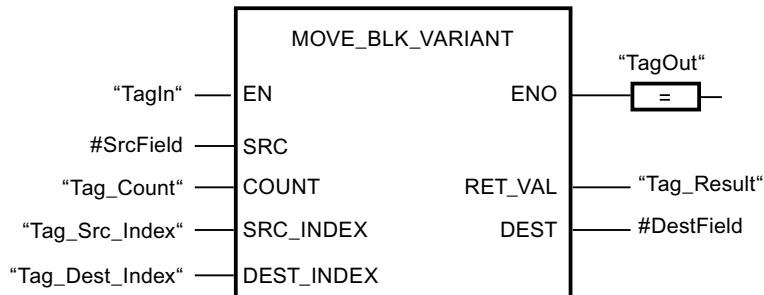 MOVE_BLK_VARIANT
“TagOut“
“TagIn“ EN ENO =
#SrcField SRC
“Tag_Count“ COUNT RET_VAL “Tag_Result“
“Tag_Src_Index“ SRC_INDEX DEST #DestField
“Tag_Dest_Index“ DEST_INDEX